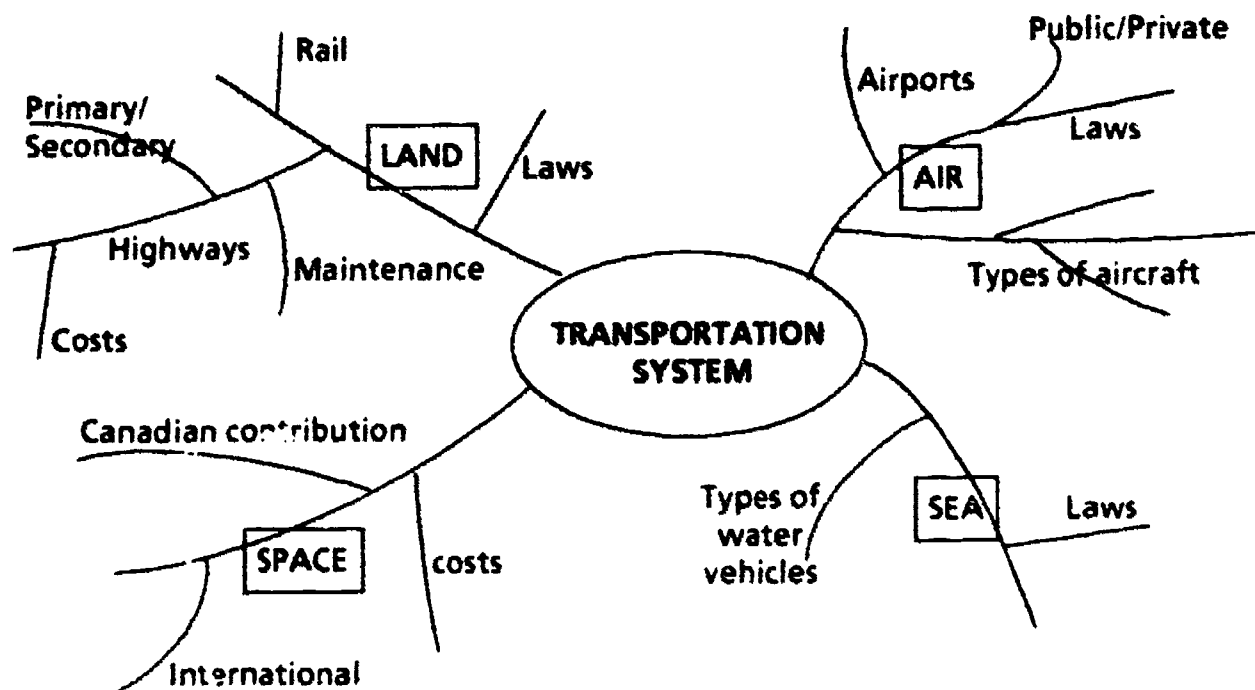 Rail
Primary/
Secondary
LAND
Laws
Highways
Maintenance
Costs
Public/Private
Airports
Laws
AIR
Types of aircraft
TRANSPORTATION
SYSTEM
Canadian contribution
SPACE
costs
International
Types of
water
vehicles
SEA
Laws